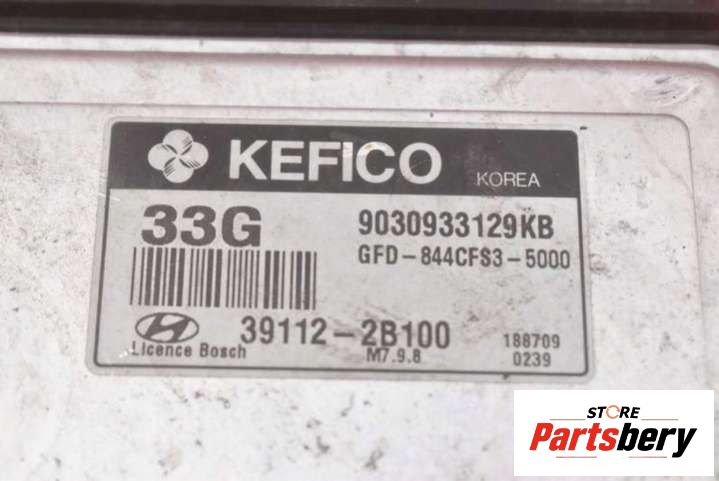 KEFICO KOREA
33G 9030933129KB
GFD-844CFS3-5000
39112-2B100 188709
Licence Bosch M7.9.8 0239
STORE
Partsbery